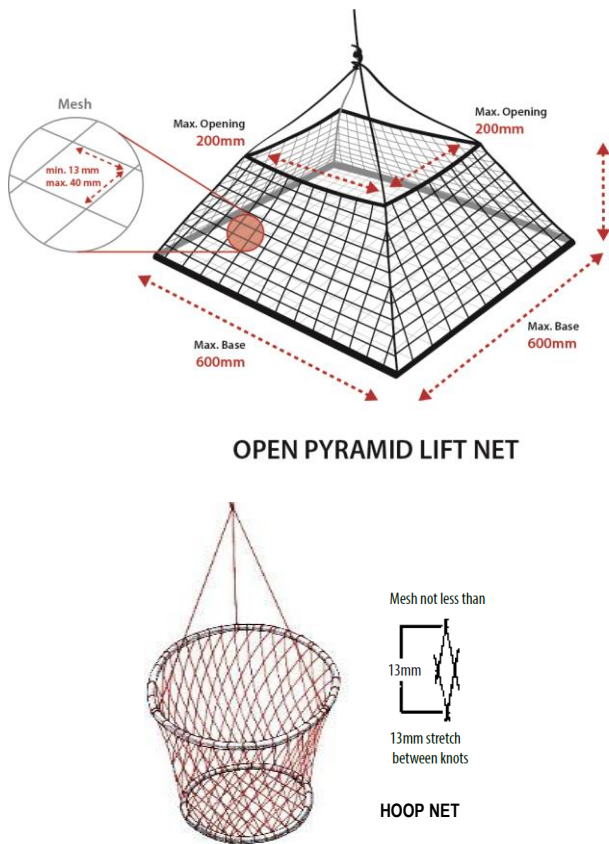 Mesh
min. 13 mm
max. 40 mm
Max. Opening
200mm
Max. Opening
200mm
Max. Base
600mm
Max. Base
600mm
OPEN PYRAMID LIFT NET
Mesh not less than
13mm
13mm stretch
between knots
HOOP NET